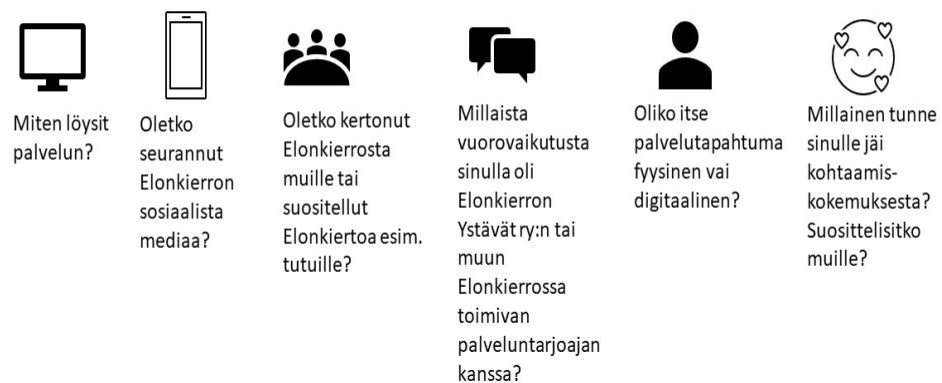 Miten löysit
palvelun?
Oletko
seurannut
Elonkierron
sosiaalista
mediaa?
Oletko kertonut
Elonkierrosta
muille tai
suositellut
Elonkiertoa esim.
tutuille?
Millaista
vuorovaikutusta
sinulla oli
Elonkierron
Ystävät ry:n tai
muun
Elonkierrossa
toimivan
palveluntarjoajan
kanssa?
Oliko itse
palvelutapahtuma
fyysinen vai
digitaalinen?
Millainen tunne
sinulle jäi
kohtaamis-
kokemuksesta?
Suosittelisitko
muille?